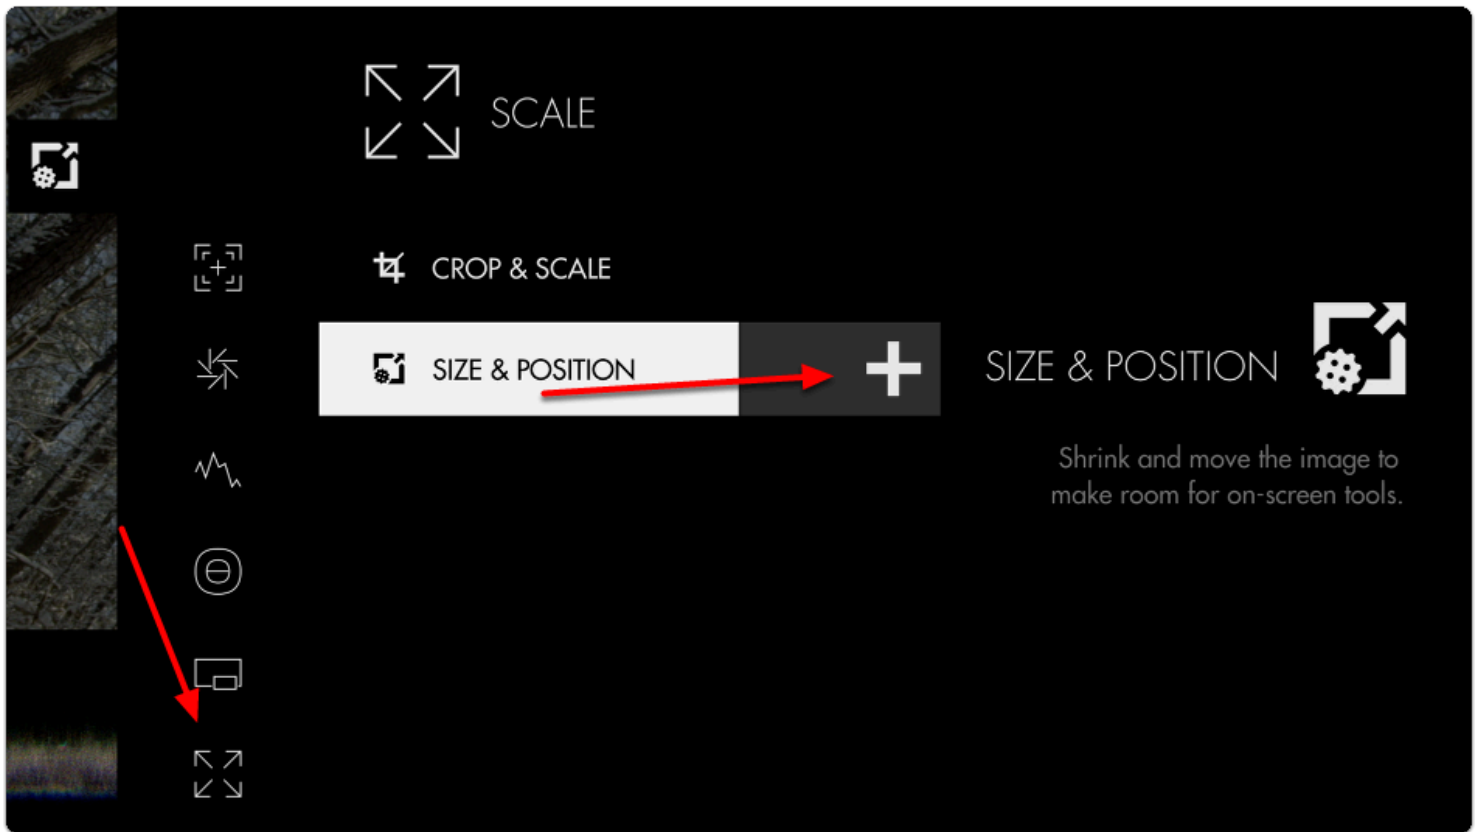 SCALE
CROP & SCALE
SIZE & POSITION
SIZE & POSITION
Shrink and move the image to
make room for on-screen tools.